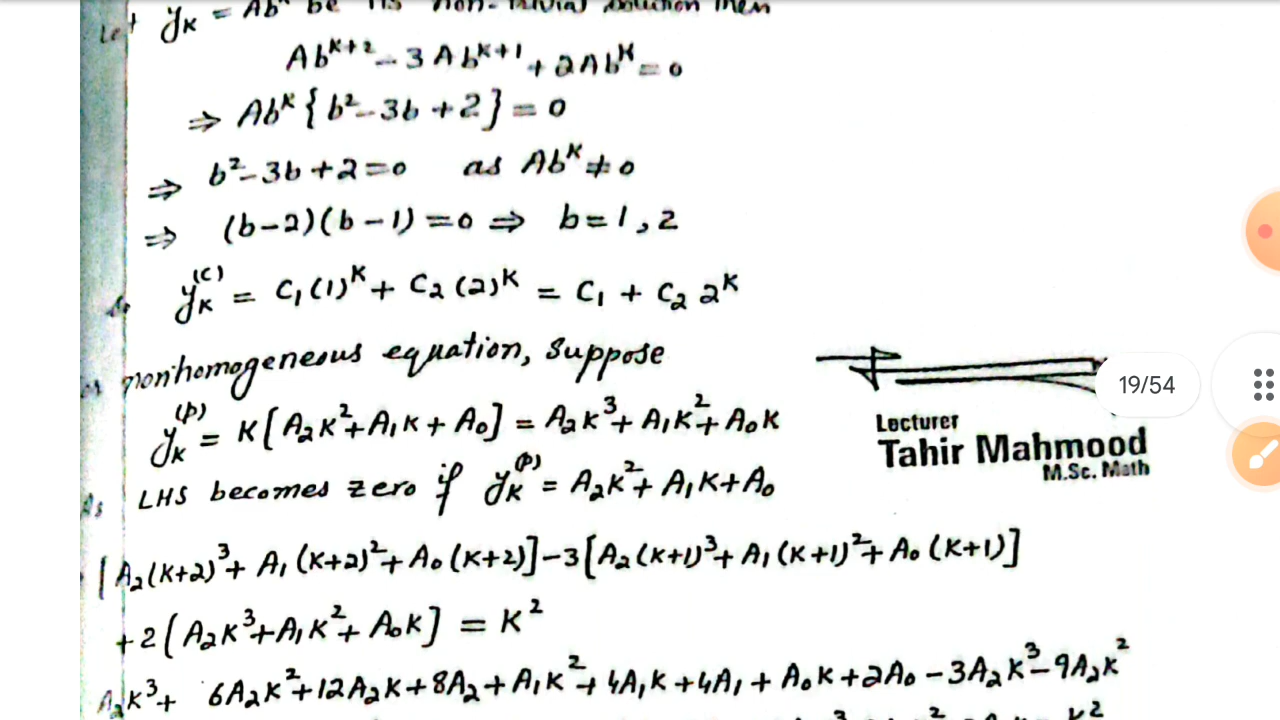 Let yₖ = Abᵏ be its non-trivial solution then
Abᵏ⁺² - 3Abᵏ⁺¹ + 2Abᵏ = 0
⇒ Abᵏ{b² - 3b + 2} = 0
⇒ b² - 3b + 2 = 0 as Abᵏ ≠ 0
⇒ (b-2)(b-1) = 0 ⇒ b = 1, 2
So yₖ⁽ᶜ⁾ = C₁(1)ᵏ + C₂(2)ᵏ = C₁ + C₂ 2ᵏ
nonhomogeneous equation, suppose
yₖ⁽ᵖ⁾ = K[A₂K² + A₁K + A₀] = A₂K³ + A₁K² + A₀K
As LHS becomes zero if yₖ⁽ᵖ⁾ = A₂K² + A₁K + A₀
[A₂(K+2)³ + A₁(K+2)² + A₀(K+2)] - 3[A₂(K+1)³ + A₁(K+1)² + A₀(K+1)]
+2[A₂K³ + A₁K² + A₀K] = K²
A₂K³ + 6A₂K² + 12A₂K + 8A₂ + A₁K² + 4A₁K + 4A₁ + A₀K + 2A₀ - 3A₂K³ - 9A₂K²
Lecturer
Tahir Mahmood
M.Sc. Math
19/54